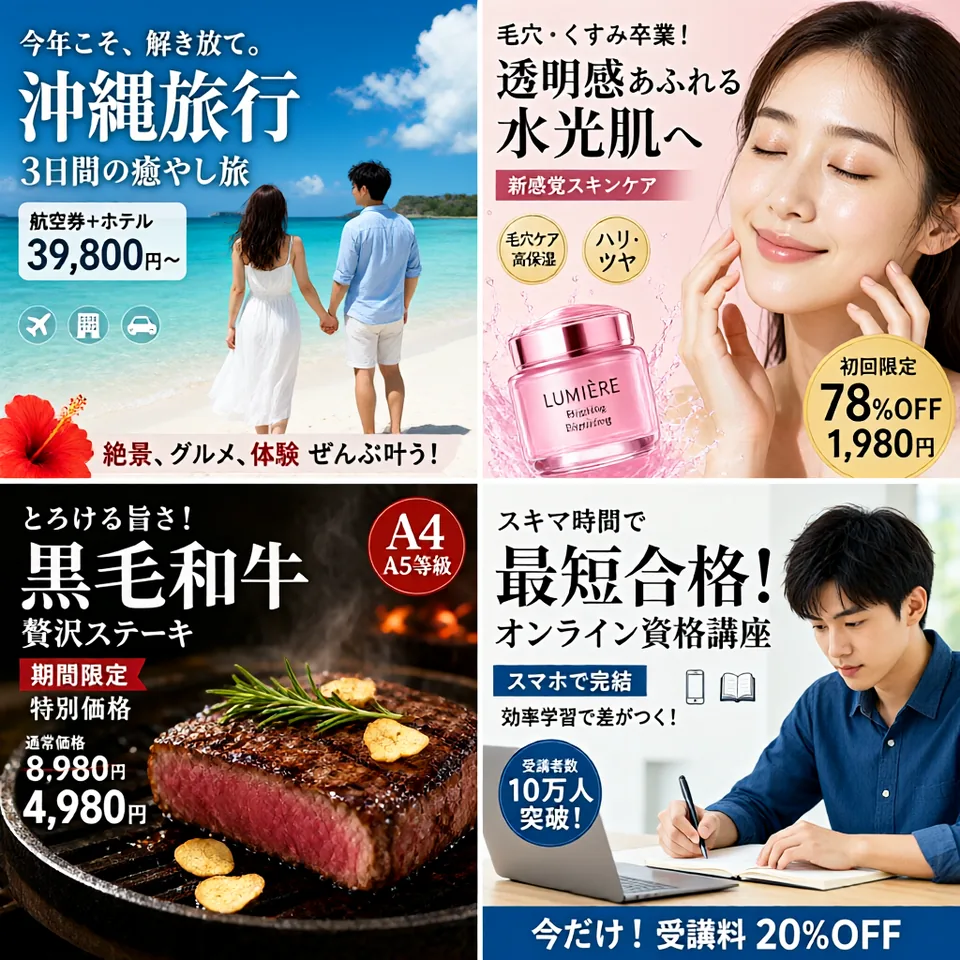 今年こそ、解き放て。
沖縄旅行
3日間の癒やし旅
航空券+ホテル
39,800円～
絶景、グルメ、体験 ぜんぶ叶う！
毛穴・くすみ卒業！
透明感あふれる
水光肌へ
新感覚スキンケア
毛穴ケア
高保湿
ハリ・
ツヤ
LUMIÈRE
初回限定
78%OFF
1,980円
とろける旨さ！
黒毛和牛
贅沢ステーキ
A4
A5等級
期間限定
特別価格
通常価格
8,980円
4,980円
スキマ時間で
最短合格！
オンライン資格講座
スマホで完結
効率学習で差がつく！
受講者数
10万人
突破！
今だけ！ 受講料 20%OFF